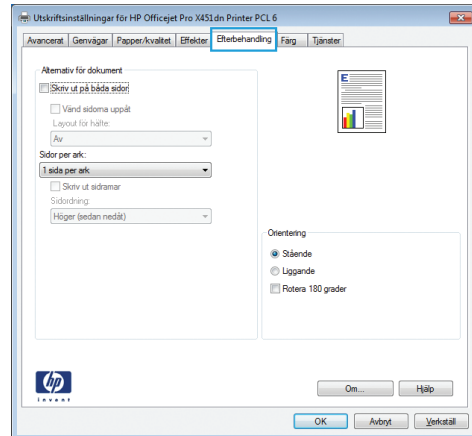 Utskriftsinställningar för HP Officejet Pro X451dn Printer PCL 6
Avancerat Genvägar Papper/kvalitet Effekter Efterbehandling Färg Tjänster
Alternativ för dokument
Skriv ut på båda sidor
Vänd sidorna uppåt
Layout för häfte:
Av
Sidor per ark:
1 sida per ark
Skriv ut sidramar
Sidordning:
Höger (sedan nedåt)
E
Orientering
Stående
Liggande
Rotera 180 grader
hp
invent
Om... Hjälp
OK Avbryt Verkställ